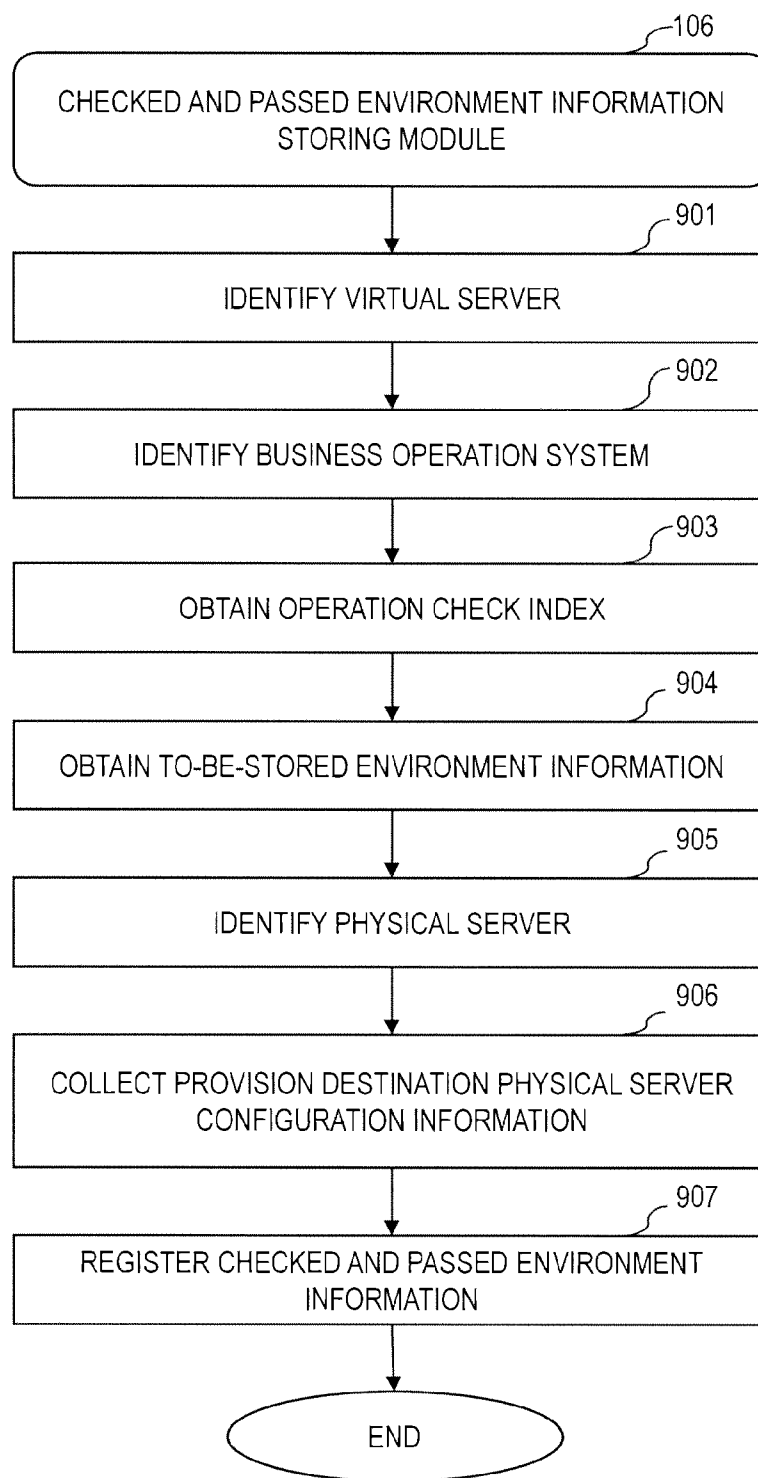 106
CHECKED AND PASSED ENVIRONMENT INFORMATION
STORING MODULE
901
IDENTIFY VIRTUAL SERVER
902
IDENTIFY BUSINESS OPERATION SYSTEM
903
OBTAIN OPERATION CHECK INDEX
904
OBTAIN TO-BE-STORED ENVIRONMENT INFORMATION
905
IDENTIFY PHYSICAL SERVER
906
COLLECT PROVISION DESTINATION PHYSICAL SERVER
CONFIGURATION INFORMATION
907
REGISTER CHECKED AND PASSED ENVIRONMENT
INFORMATION
END